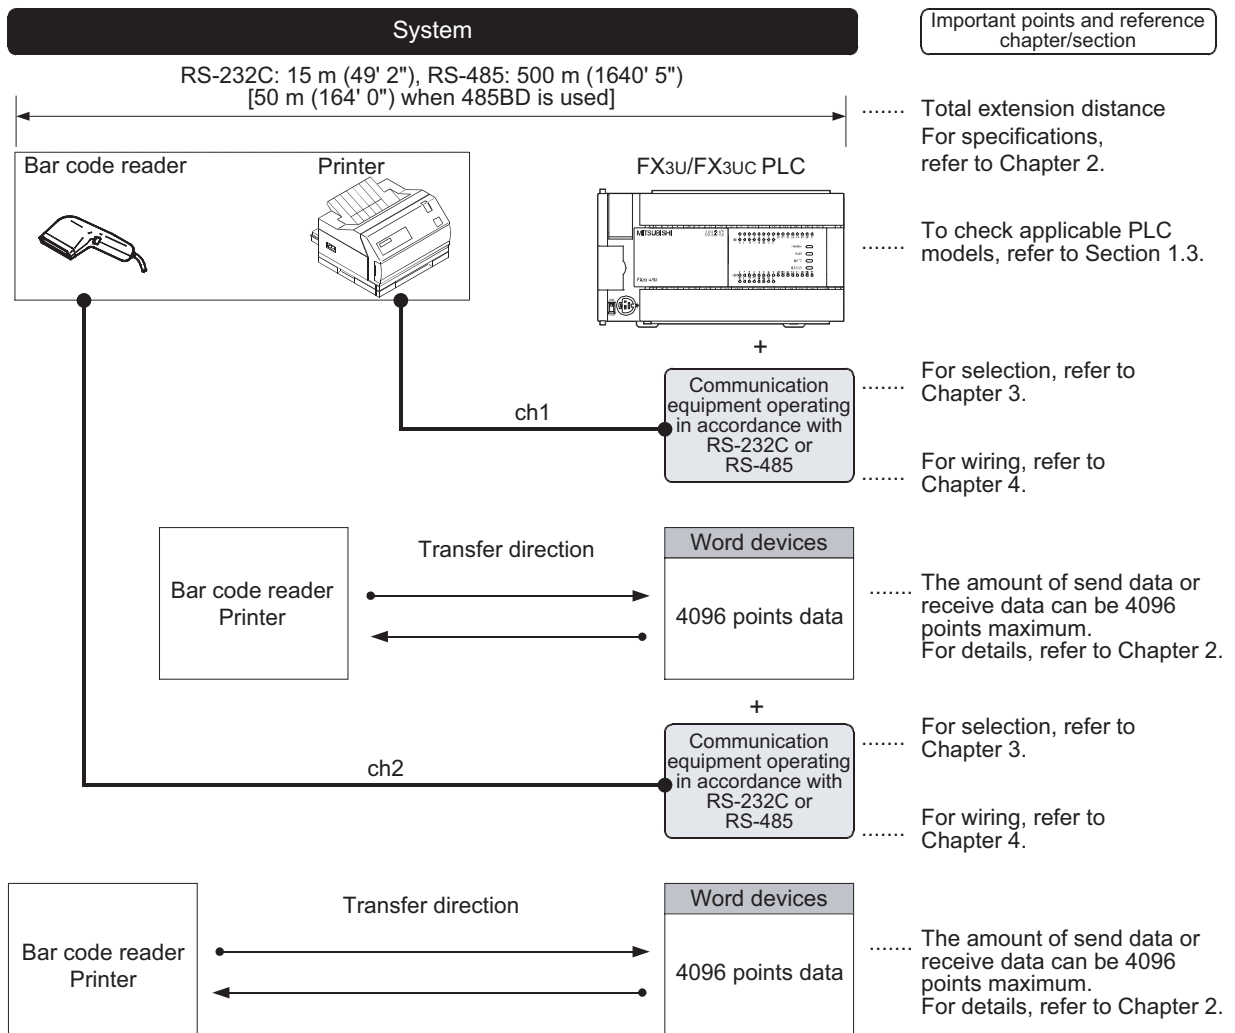 System
Important points and reference
chapter/section
RS-232C: 15 m (49' 2"), RS-485: 500 m (1640' 5")
[50 m (164' 0") when 485BD is used]
....... Total extension distance
For specifications,
refer to Chapter 2.
Bar code reader
Printer
FX3U/FX3UC PLC
MITSUBISHI
....... To check applicable PLC
models, refer to Section 1.3.
+
Communication
equipment operating
in accordance with
RS-232C or
RS-485
ch1
....... For selection, refer to
Chapter 3.
....... For wiring, refer to
Chapter 4.
Bar code reader
Printer
Transfer direction
Word devices
4096 points data
....... The amount of send data or
receive data can be 4096
points maximum.
For details, refer to Chapter 2.
+
Communication
equipment operating
in accordance with
RS-232C or
RS-485
ch2
....... For selection, refer to
Chapter 3.
....... For wiring, refer to
Chapter 4.
Bar code reader
Printer
Transfer direction
Word devices
4096 points data
....... The amount of send data or
receive data can be 4096
points maximum.
For details, refer to Chapter 2.